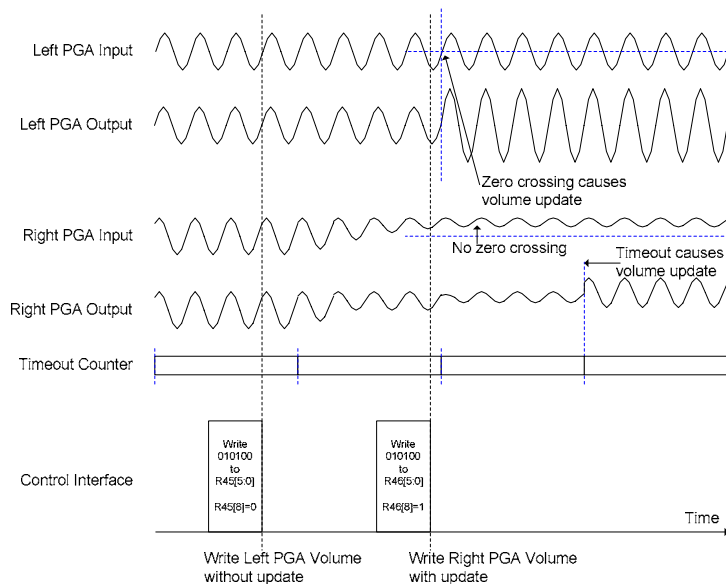 Left PGA Input
Left PGA Output
Zero crossing causes
volume update
Right PGA Input
No zero crossing
Timeout causes
volume update
Right PGA Output
Timeout Counter
Control Interface
Write
010100
to
R45[5:0]
R45[8]=0
Write
010100
to
R46[5:0]
R46[8]=1
Time
Write Left PGA Volume
without update
Write Right PGA Volume
with update